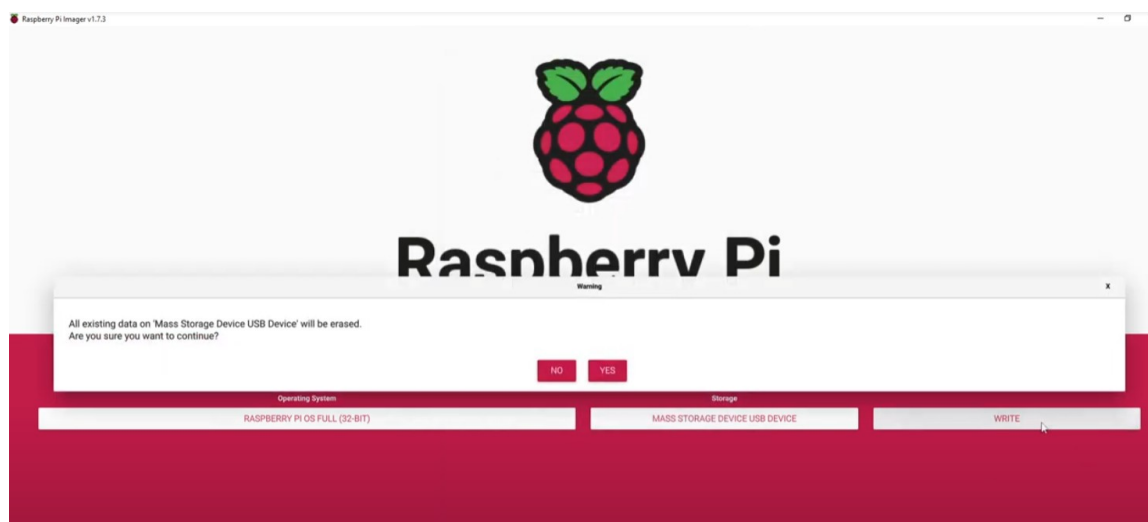 Raspberry Pi Imager v1.7.3
Raspberry Pi
Warning
X
All existing data on 'Mass Storage Device USB Device' will be erased.
Are you sure you want to continue?
NO YES
Operating System Storage
RASPBERRY PI OS FULL (32-BIT) MASS STORAGE DEVICE USB DEVICE WRITE